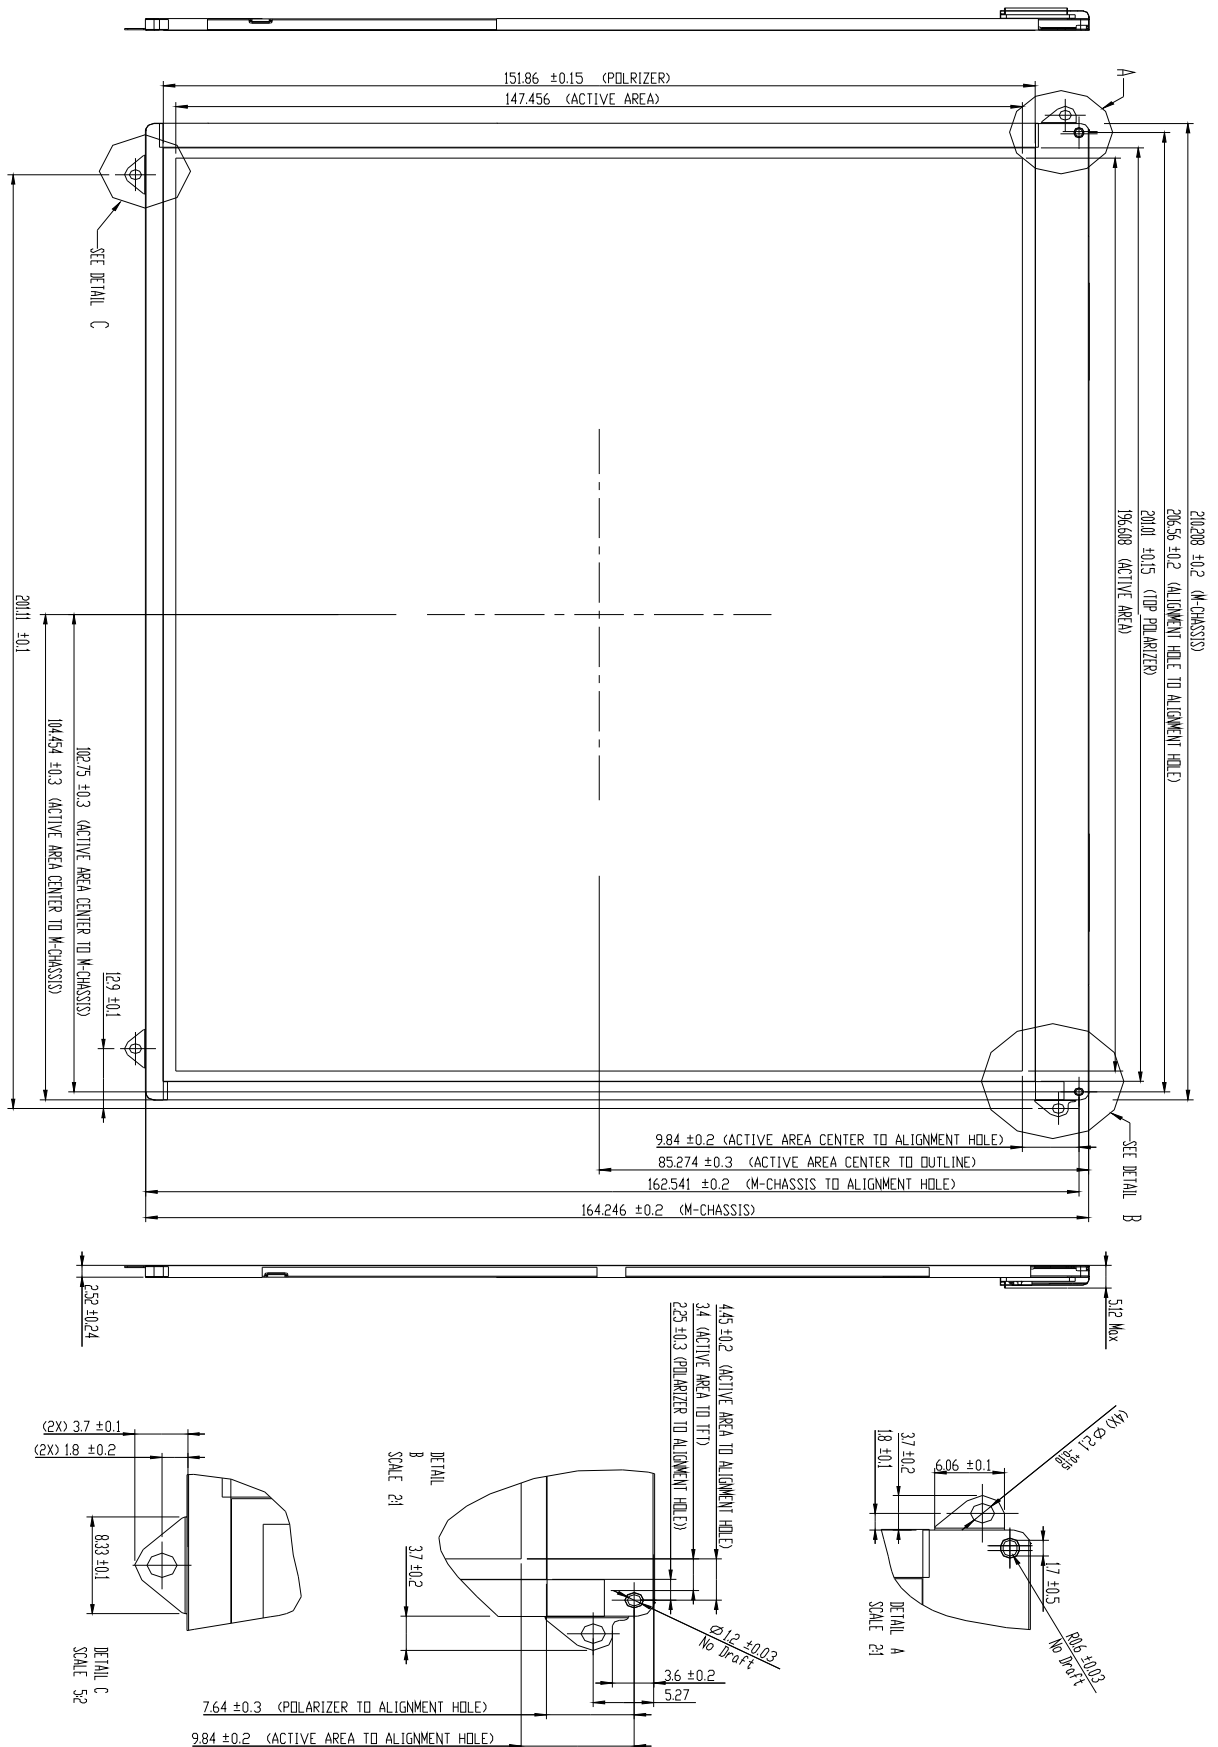 151.86 ±0.15 (POLRIZER)
147.456 (ACTIVE AREA)
A
210.208 ±0.2 (M-CHASSIS)
206.56 ±0.2 (ALIGNMENT HOLE TO ALIGNMENT HOLE)
201.01 ±0.15 (TOP POLARIZER)
196.608 (ACTIVE AREA)
SEE DETAIL C
201.11 ±0.1
104.454 ±0.3 (ACTIVE AREA CENTER TO M-CHASSIS)
102.75 ±0.3 (ACTIVE AREA CENTER TO M-CHASSIS)
12.9 ±0.1
SEE DETAIL B
9.84 ±0.2 (ACTIVE AREA CENTER TO ALIGNMENT HOLE)
85.274 ±0.3 (ACTIVE AREA CENTER TO OUTLINE)
162.541 ±0.2 (M-CHASSIS TO ALIGNMENT HOLE)
164.246 ±0.2 (M-CHASSIS)
2.52 ±0.24
5.12 Max
4.45 ±0.2 (ACTIVE AREA TO ALIGNMENT HOLE)
3.4 (ACTIVE AREA TO TFT)
2.25 ±0.3 (POLARIZER TO ALIGNMENT HOLE))
(4X) ⌀2.1 +0.15 -0.10
3.7 ±0.2
1.8 ±0.1
6.06 ±0.1
1.7 ±0.5
R0.6 ±0.03
No Draft
DETAIL A
SCALE 2:1
DETAIL
B
SCALE 2:1
3.7 ±0.2
⌀1.2 ±0.03
No Draft
3.6 ±0.2
5.27
7.64 ±0.3 (POLARIZER TO ALIGNMENT HOLE)
9.84 ±0.2 (ACTIVE AREA TO ALIGNMENT HOLE)
(2X) 3.7 ±0.1
(2X) 1.8 ±0.2
8.33 ±0.1
DETAIL C
SCALE 5:2